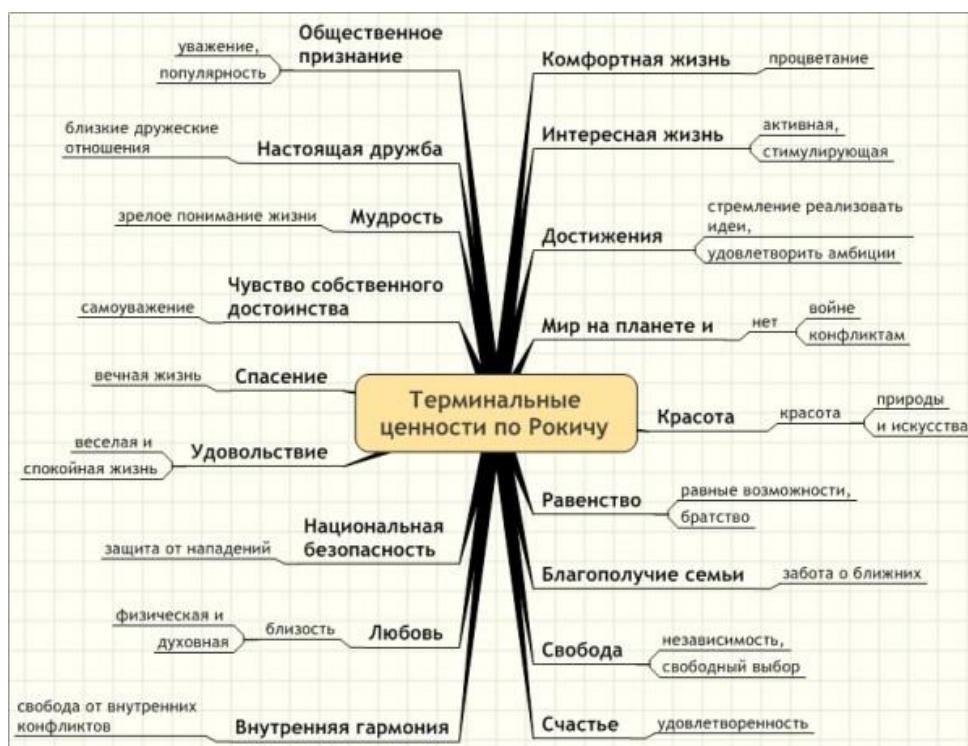 Терминальные
ценности по Рокичу
Комфортная жизнь
процветание
Интересная жизнь
активная,
стимулирующая
Достижения
стремление реализовать
идеи,
удовлетворить амбиции
Мир на планете и
нет
войне
конфликтам
Красота
красота
природы
и искусства
Равенство
равные возможности,
братство
Благополучие семьи
забота о ближних
Свобода
независимость,
свободный выбор
Счастье
удовлетворенность
Общественное
признание
уважение,
популярность
Настоящая дружба
близкие дружеские
отношения
Мудрость
зрелое понимание жизни
Чувство собственного
достоинства
самоуважение
Спасение
вечная жизнь
Удовольствие
веселая и
спокойная жизнь
Национальная
безопасность
защита от нападений
Любовь
близость
физическая и
духовная
Внутренняя гармония
свобода от внутренних
конфликтов